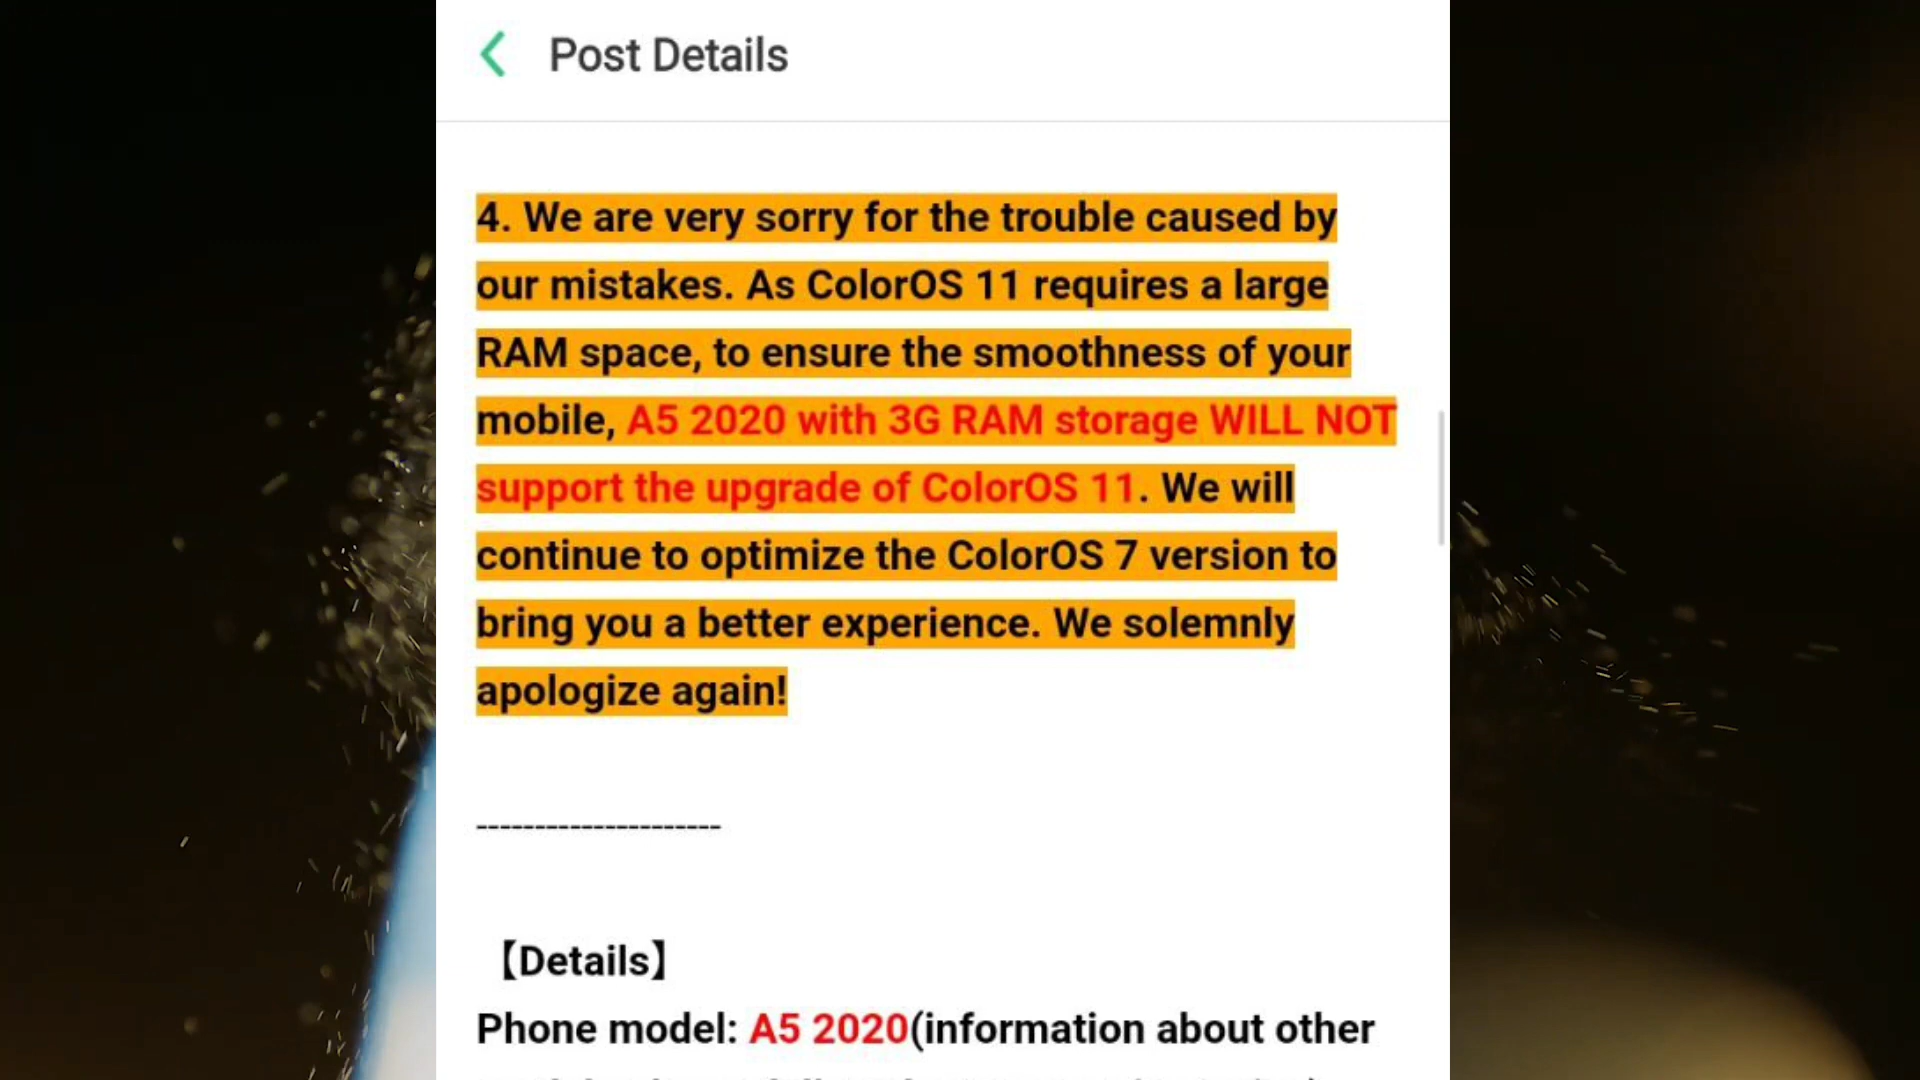 Post Details
4. We are very sorry for the trouble caused by
our mistakes. As ColorOS 11 requires a large
RAM space, to ensure the smoothness of your
mobile, A5 2020 with 3G RAM storage WILL NOT
support the upgrade of ColorOS 11. We will
continue to optimize the ColorOS 7 version to
bring you a better experience. We solemnly
apologize again!
---------------------
【Details】
Phone model: A5 2020(information about other